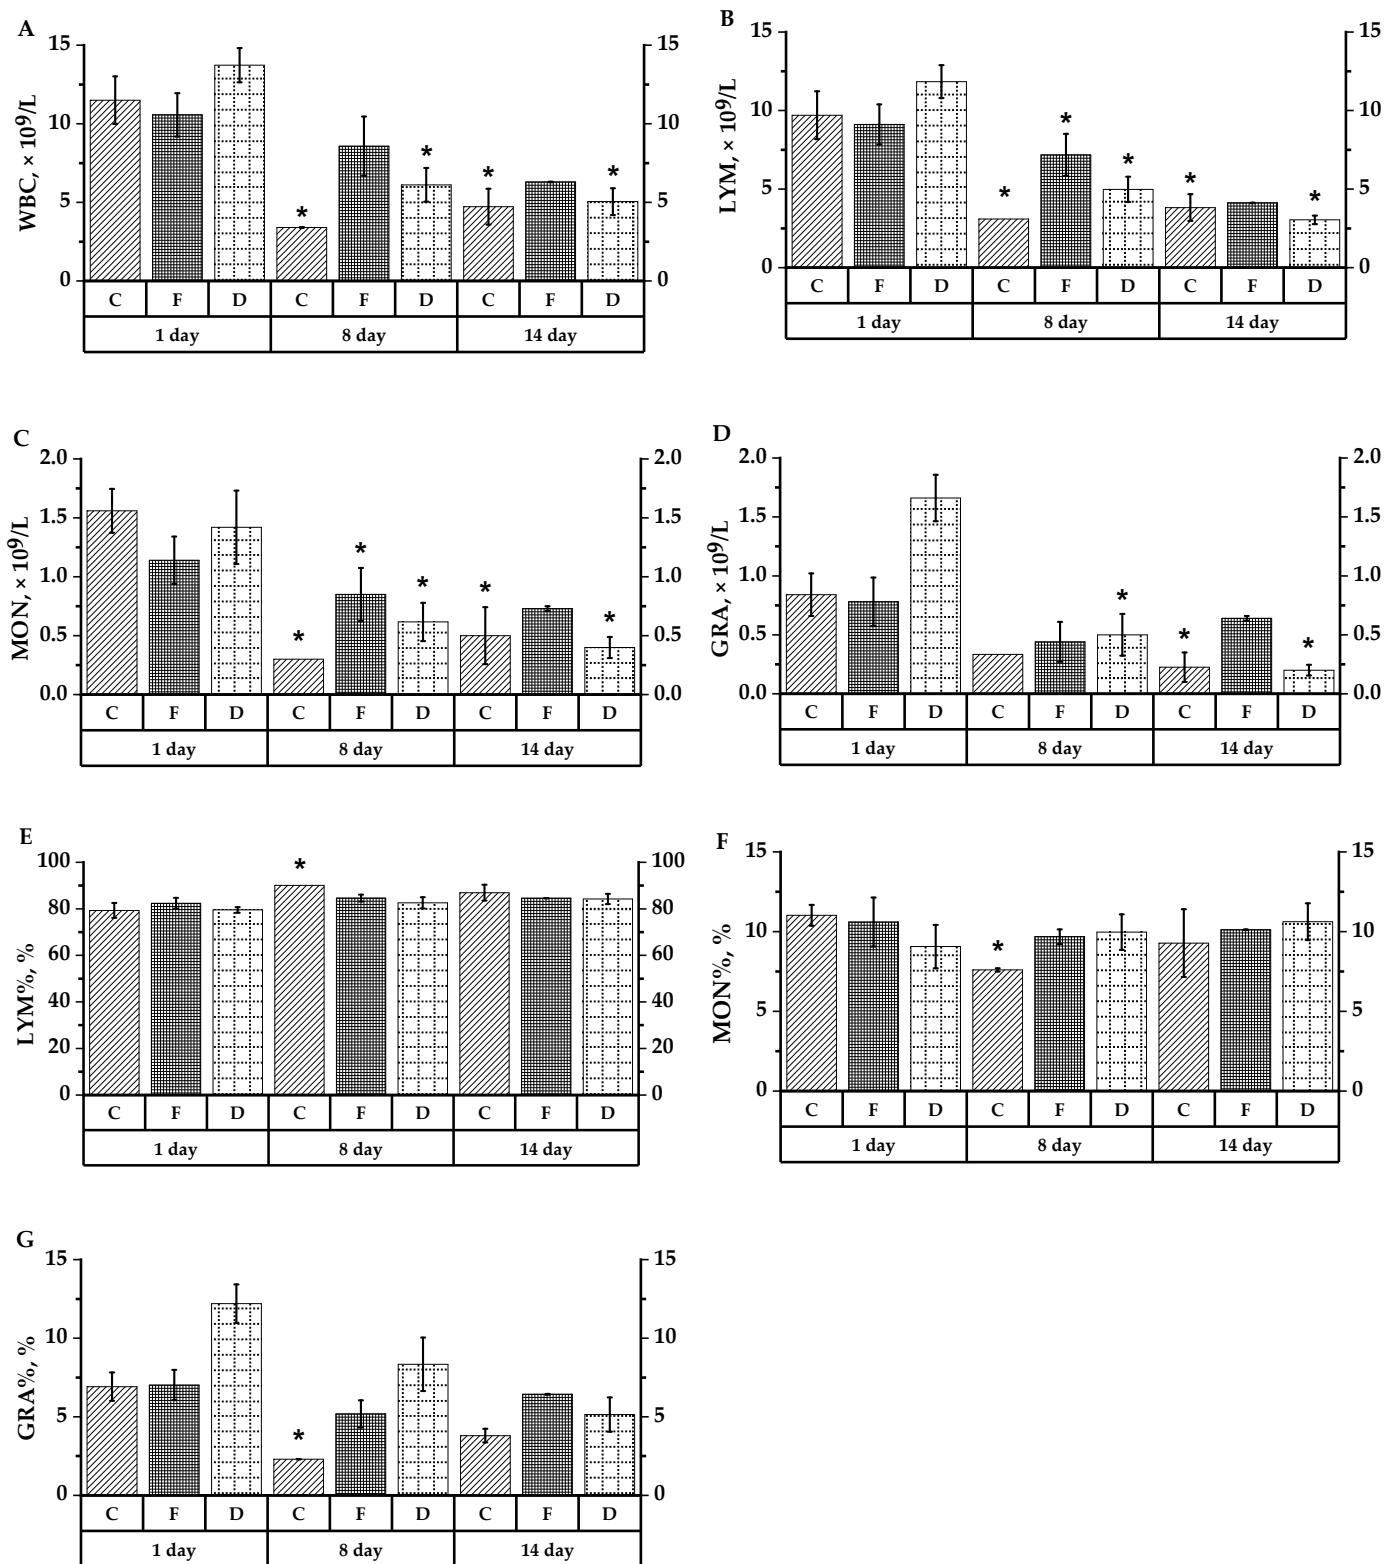 A
15 15
10 10
5 5
0 0
WBC, × 10⁹/L
* * * *
C F D C F D C F D
1 day 8 day 14 day
B
15 15
10 10
5 5
0 0
LYM, × 10⁹/L
* * * * *
C F D C F D C F D
1 day 8 day 14 day
C
2.0 2.0
1.5 1.5
1.0 1.0
0.5 0.5
0.0 0.0
MON, × 10⁹/L
* * * * *
C F D C F D C F D
1 day 8 day 14 day
D
2.0 2.0
1.5 1.5
1.0 1.0
0.5 0.5
0.0 0.0
GRA, × 10⁹/L
* * *
C F D C F D C F D
1 day 8 day 14 day
E
100 100
80 80
60 60
40 40
20 20
0 0
LYM%, %
*
C F D C F D C F D
1 day 8 day 14 day
F
15 15
10 10
5 5
0 0
MON%, %
*
C F D C F D C F D
1 day 8 day 14 day
G
15 15
10 10
5 5
0 0
GRA%, %
*
C F D C F D C F D
1 day 8 day 14 day